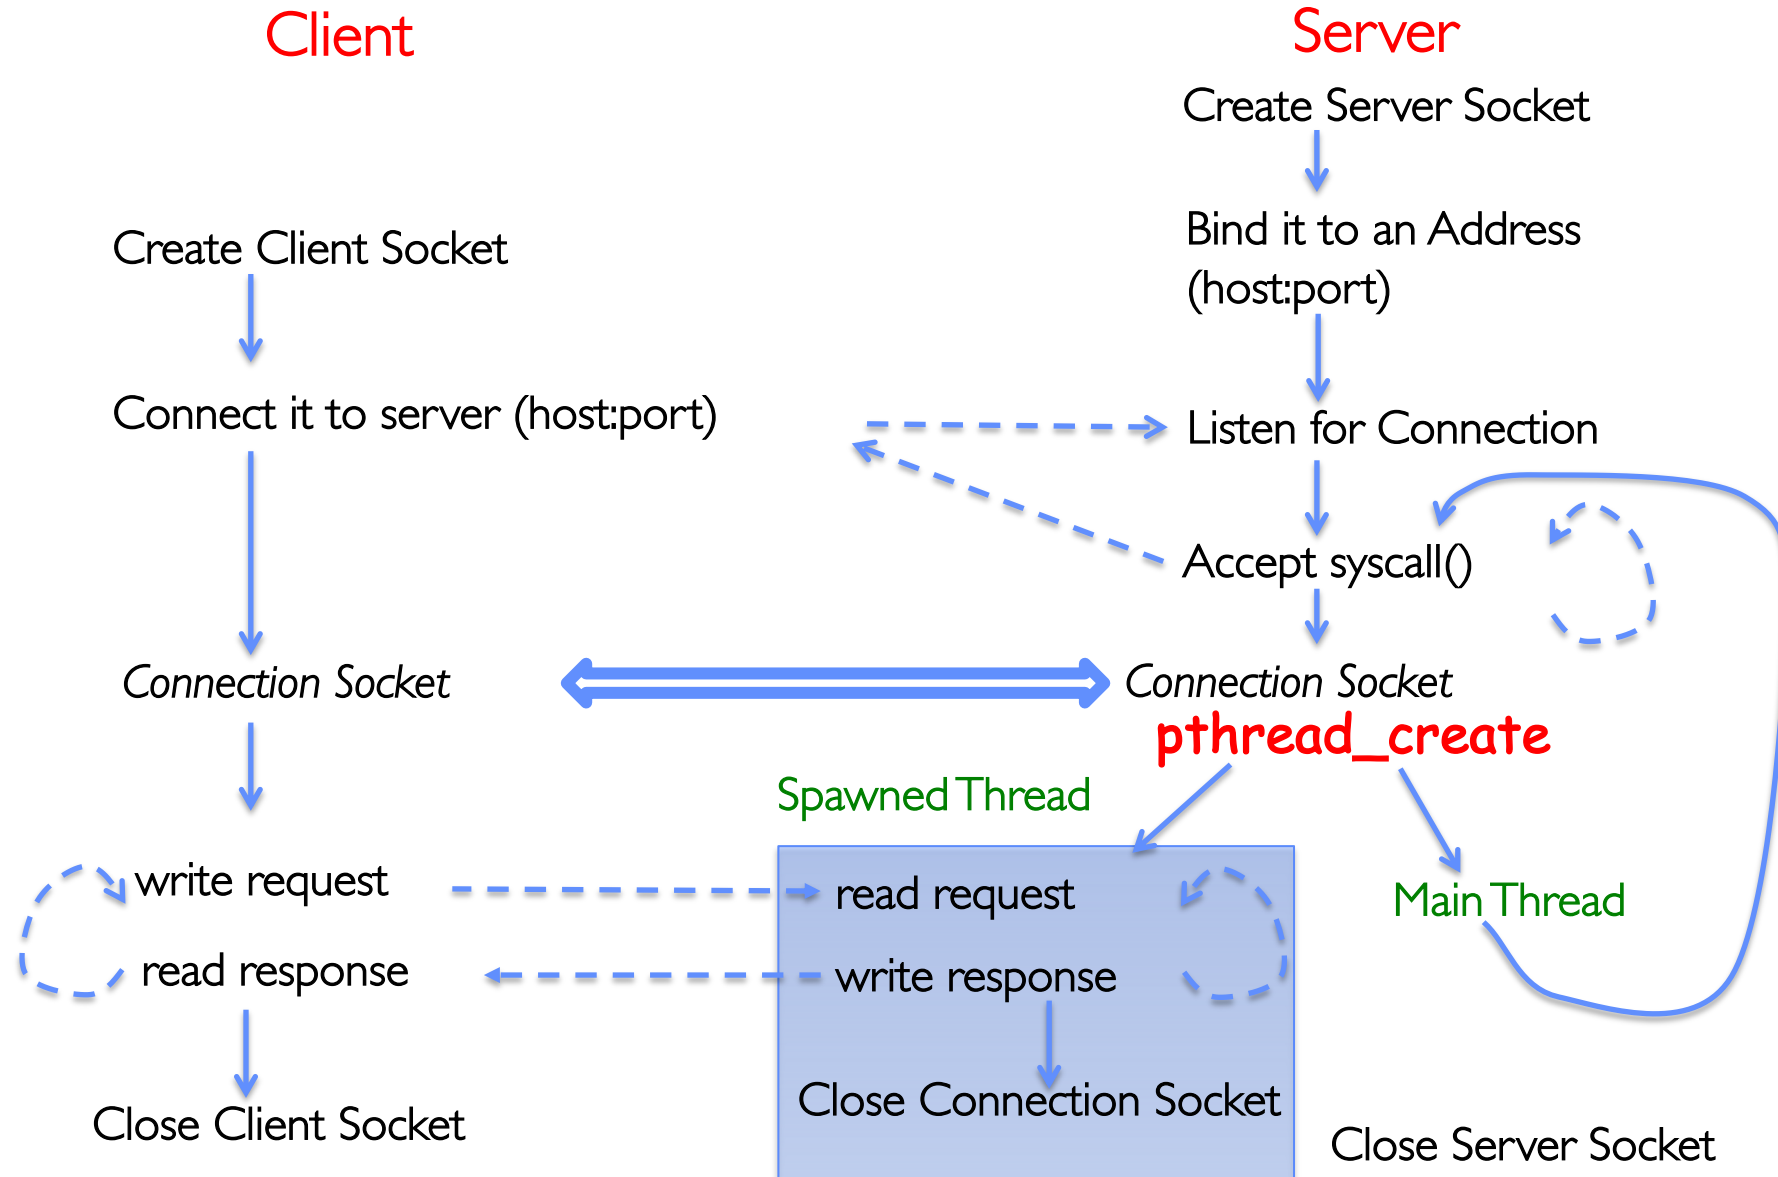 Client
Server
Create Server Socket
Create Client Socket
Bind it to an Address
(host:port)
Connect it to server (host:port)
Listen for Connection
Accept syscall()
Connection Socket
Connection Socket
pthread_create
Spawned Thread
write request
read request
Main Thread
read response
write response
Close Client Socket
Close Connection Socket
Close Server Socket